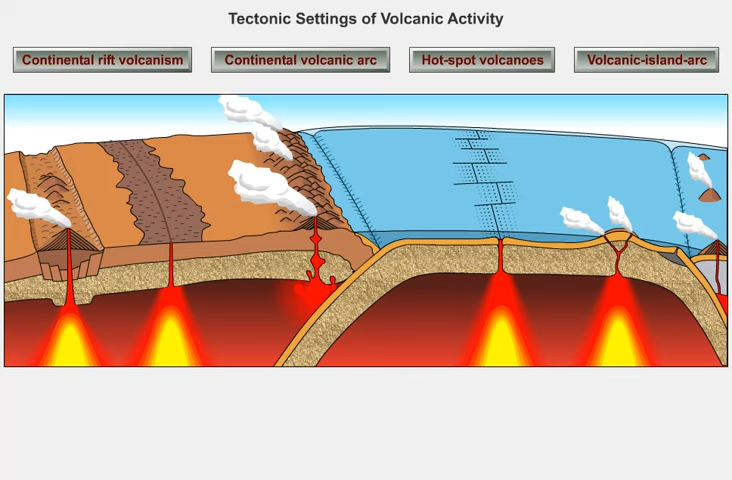 Tectonic Settings of Volcanic Activity
Continental rift volcanism
Continental volcanic arc
Hot-spot volcanoes
Volcanic-island-arc